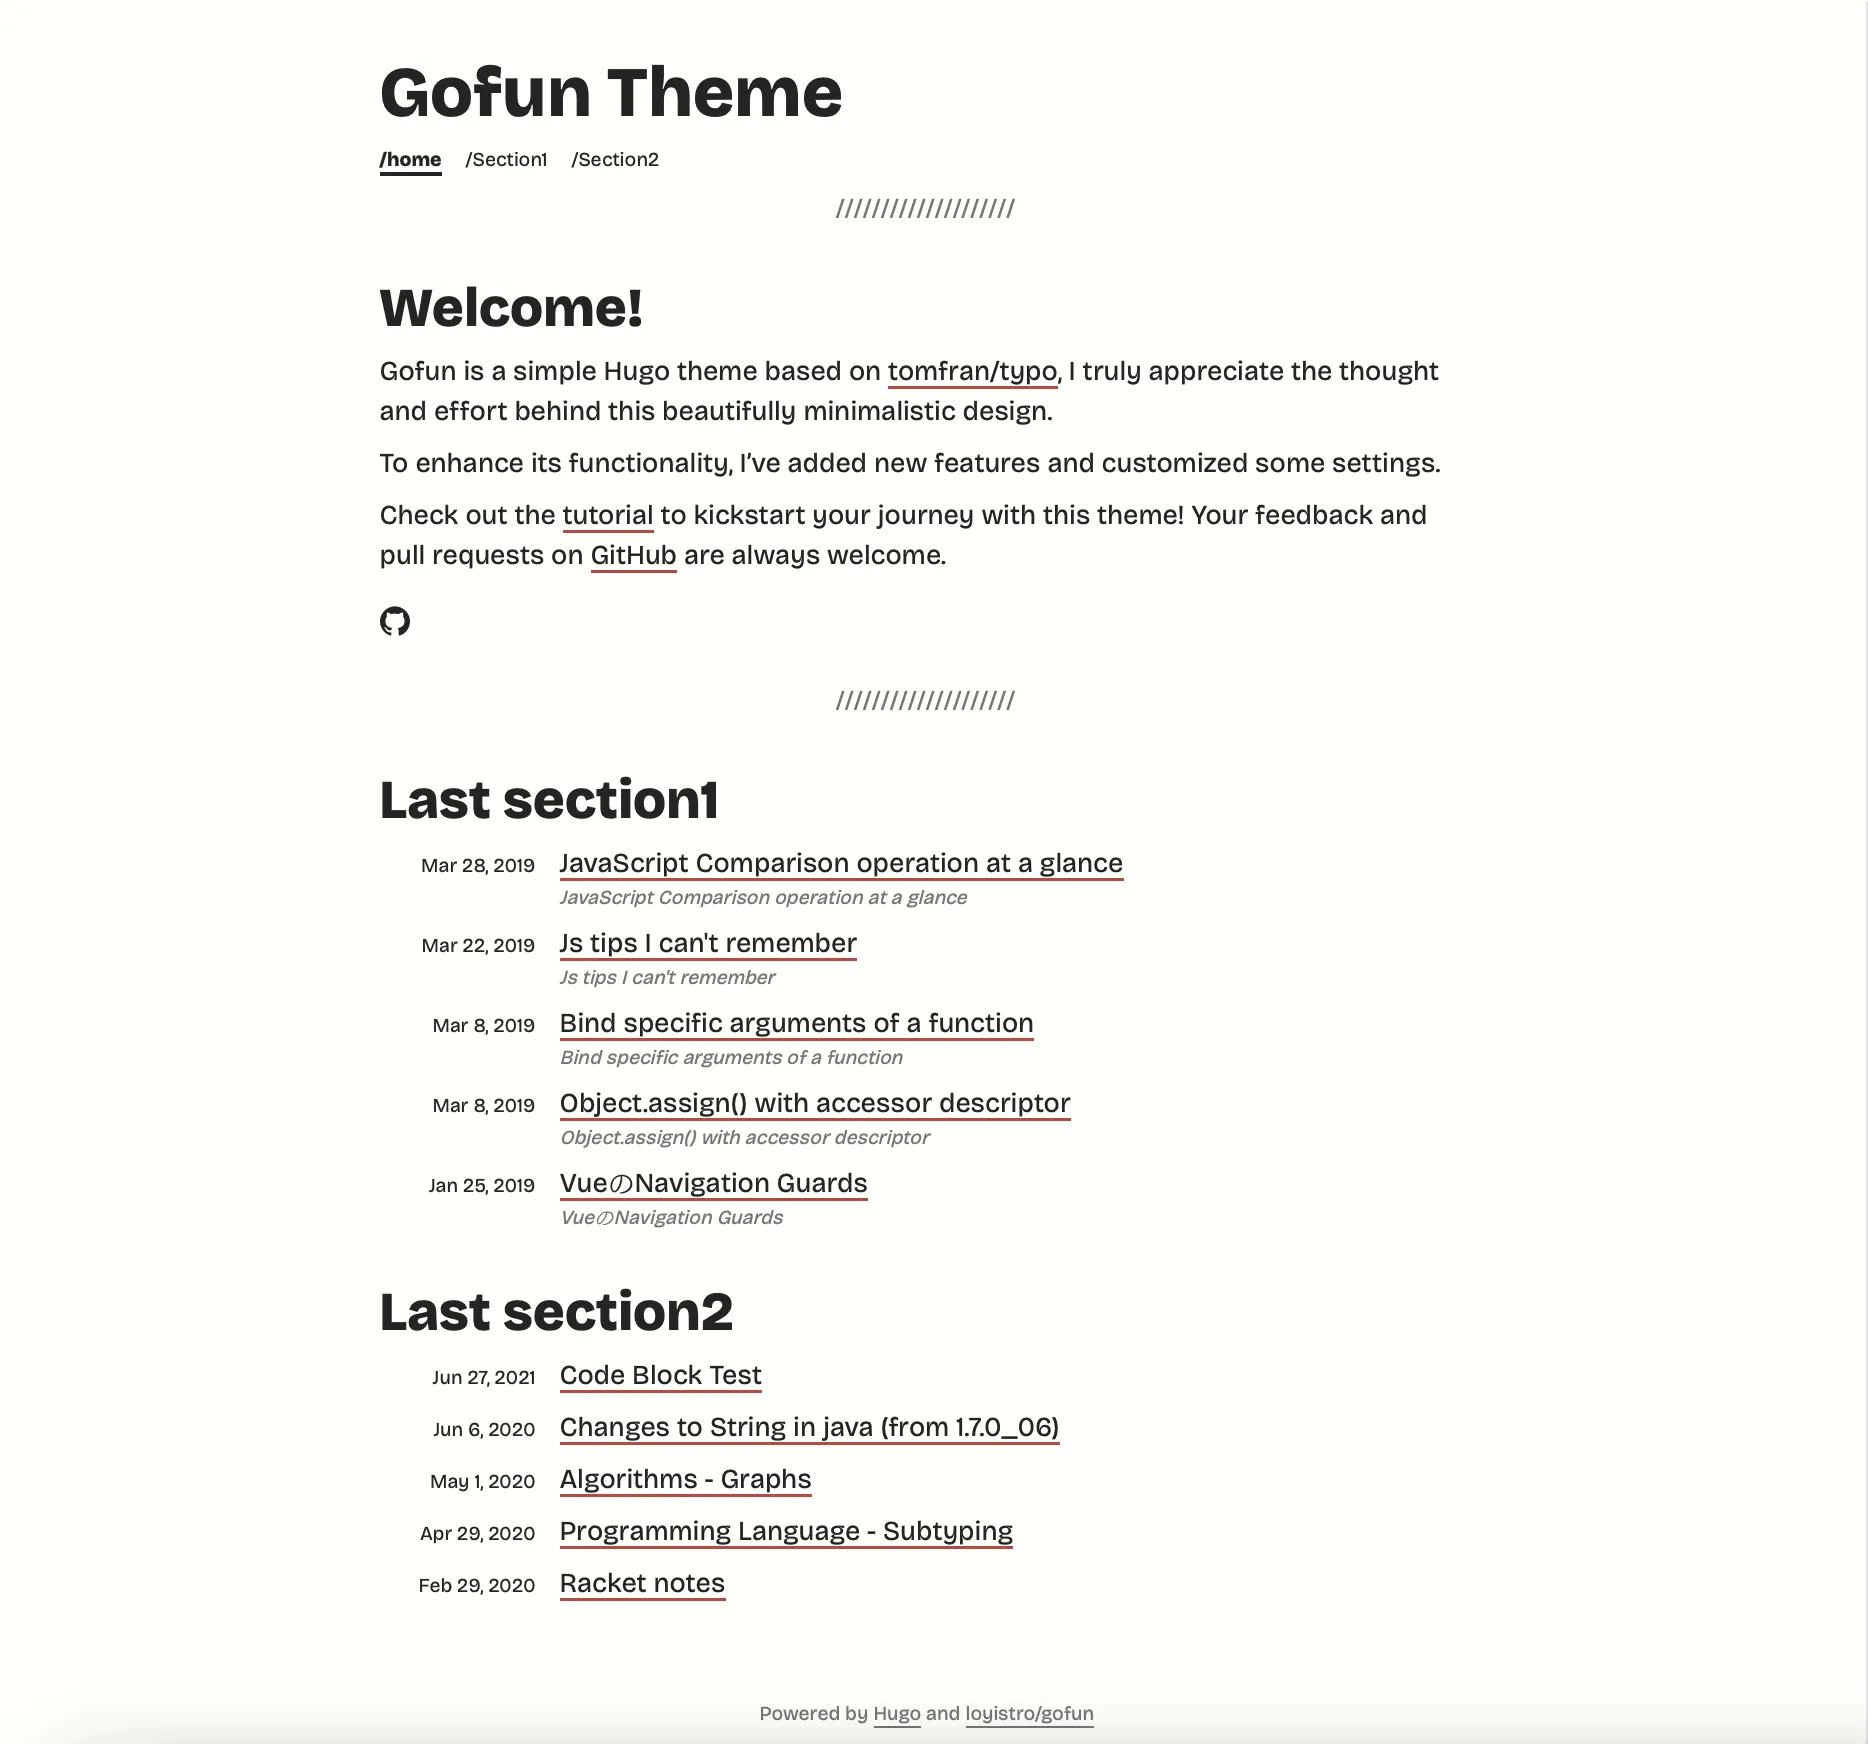 Gofun Theme
/home /Section1 /Section2
////////////////////
Welcome!
Gofun is a simple Hugo theme based on tomfran/typo, I truly appreciate the thought
and effort behind this beautifully minimalistic design.
To enhance its functionality, I’ve added new features and customized some settings.
Check out the tutorial to kickstart your journey with this theme! Your feedback and
pull requests on GitHub are always welcome.
////////////////////
Last section1
Mar 28, 2019 JavaScript Comparison operation at a glance
JavaScript Comparison operation at a glance
Mar 22, 2019 Js tips I can't remember
Js tips I can't remember
Mar 8, 2019 Bind specific arguments of a function
Bind specific arguments of a function
Mar 8, 2019 Object.assign() with accessor descriptor
Object.assign() with accessor descriptor
Jan 25, 2019 VueのNavigation Guards
VueのNavigation Guards
Last section2
Jun 27, 2021 Code Block Test
Jun 6, 2020 Changes to String in java (from 1.7.0_06)
May 1, 2020 Algorithms - Graphs
Apr 29, 2020 Programming Language - Subtyping
Feb 29, 2020 Racket notes
Powered by Hugo and loyistro/gofun